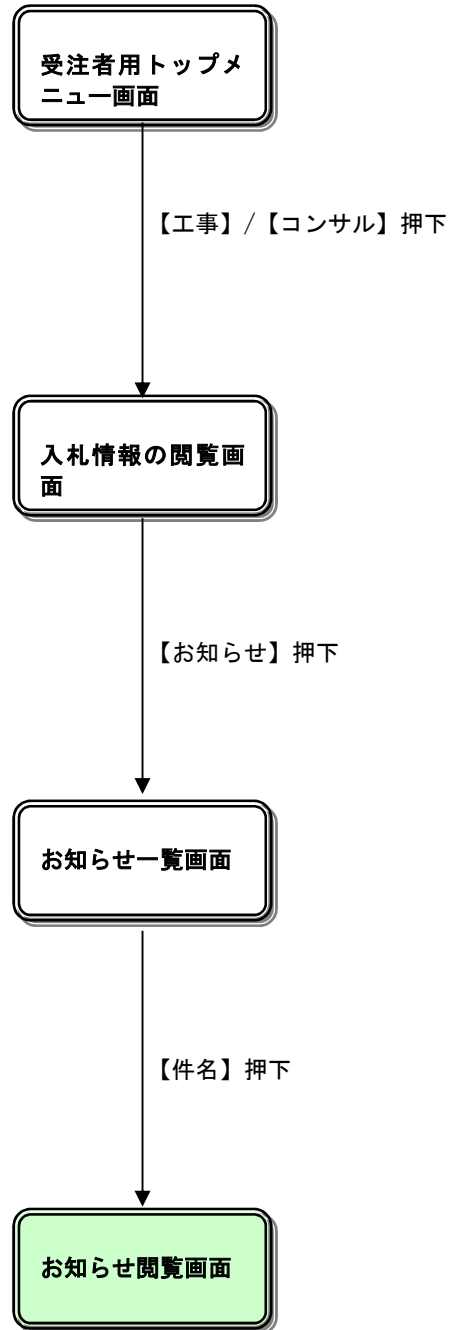 受注者用トップメ
ニュー画面
【工事】/【コンサル】押下
入札情報の閲覧画
面
【お知らせ】押下
お知らせ一覧画面
【件名】押下
お知らせ閲覧画面